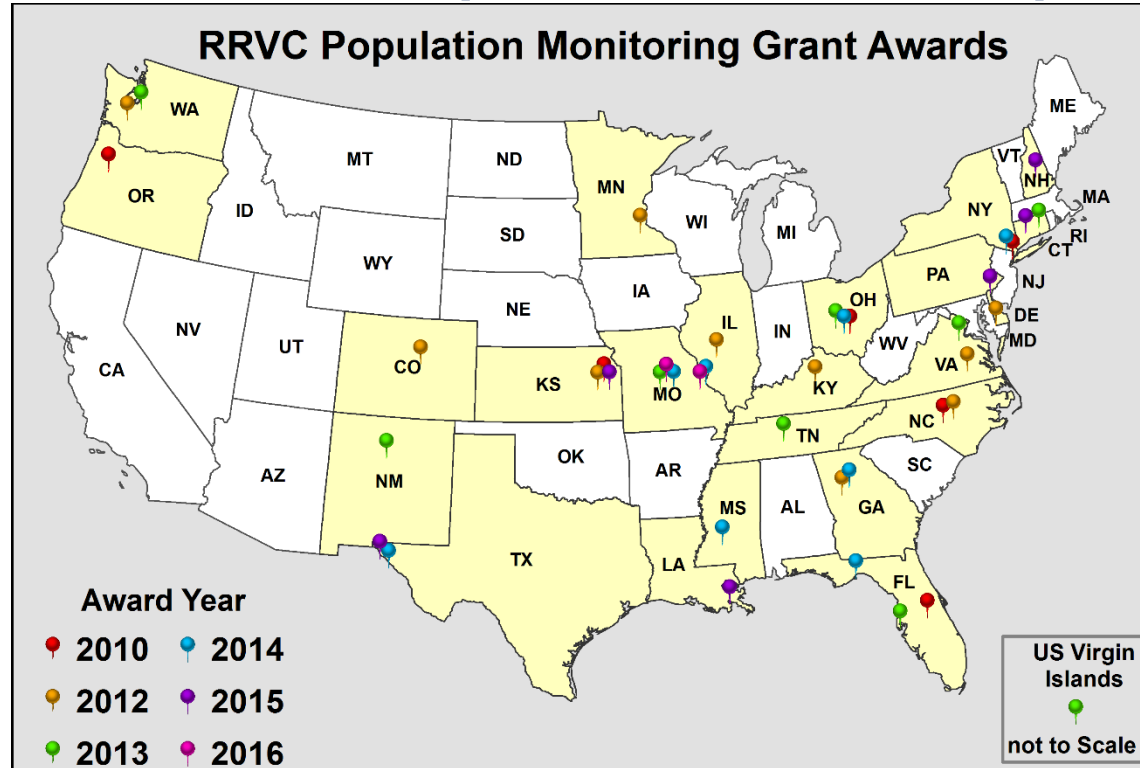 RRVC Population Monitoring Grant Awards
WA
MT
ND
MN
ME
VT
NH
MA
OR
ID
SD
WI
MI
NY
RI
CT
WY
IA
PA
NJ
NE
OH
DE
NV
UT
IL
IN
WV
MD
CA
CO
KS
MO
KY
VA
AZ
NM
OK
AR
TN
NC
SC
TX
LA
MS
AL
GA
FL
Award Year
2010
2014
2012
2015
2013
2016
US Virgin
Islands
not to Scale